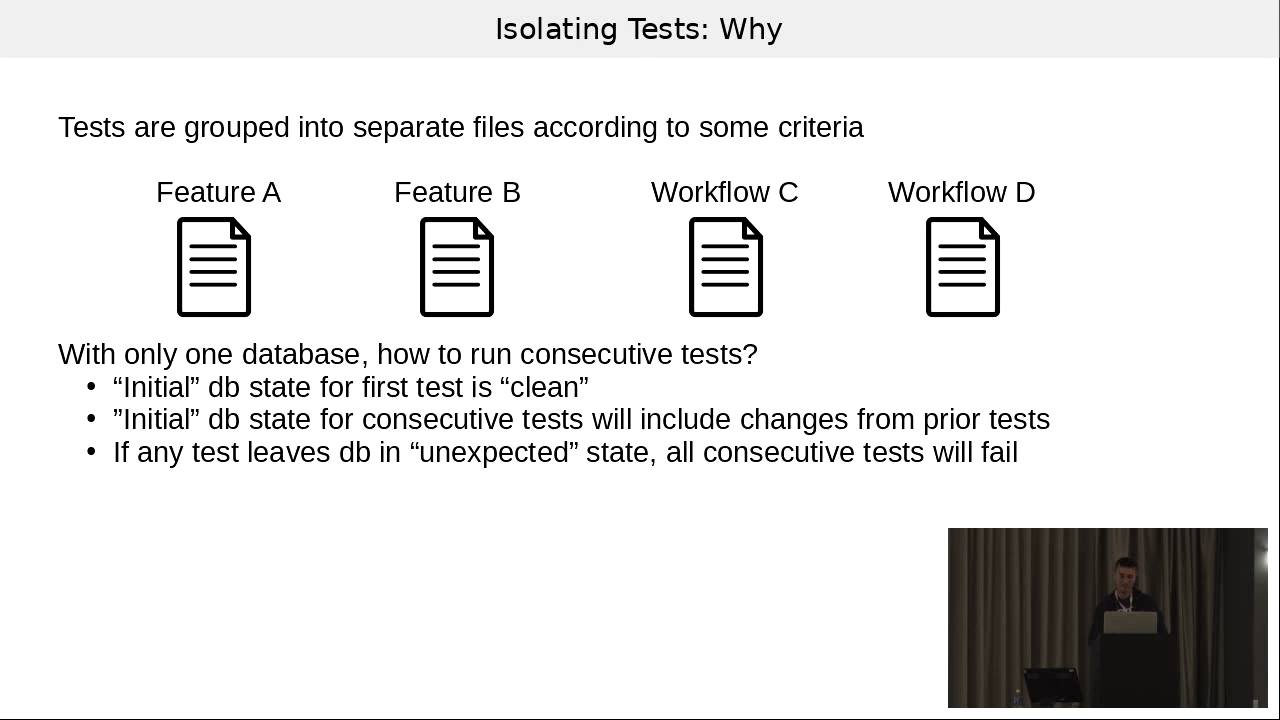 Isolating Tests: Why
Tests are grouped into separate files according to some criteria
Feature A Feature B Workflow C Workflow D
With only one database, how to run consecutive tests?
• “Initial” db state for first test is “clean”
• ”Initial” db state for consecutive tests will include changes from prior tests
• If any test leaves db in “unexpected” state, all consecutive tests will fail